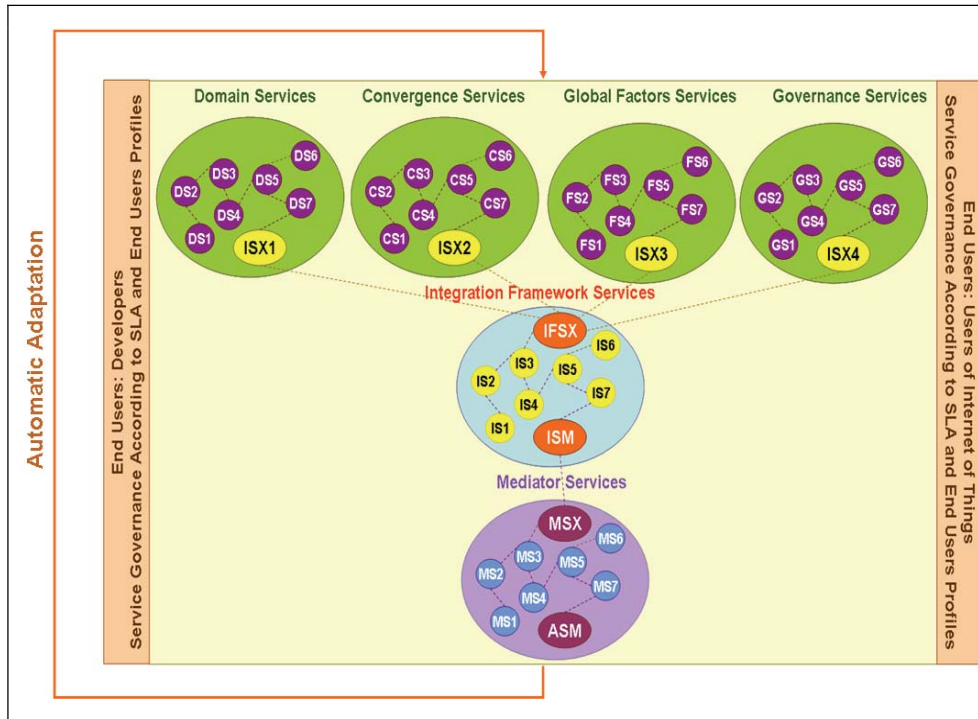 Automatic Adaptation
End Users: Developers
Service Governance According to SLA and End Users Profiles
Domain Services
Convergence Services
Global Factors Services
Governance Services
DS1
DS2
DS3
DS4
DS5
DS6
DS7
ISX1
CS1
CS2
CS3
CS4
CS5
CS6
CS7
ISX2
FS1
FS2
FS3
FS4
FS5
FS6
FS7
ISX3
GS1
GS2
GS3
GS4
GS5
GS6
GS7
ISX4
Integration Framework Services
IFSX
IS1
IS2
IS3
IS4
IS5
IS6
IS7
ISM
Mediator Services
MSX
MS1
MS2
MS3
MS4
MS5
MS6
MS7
ASM
End Users: Users of Internet of Things
Service Governance According to SLA and End Users Profiles